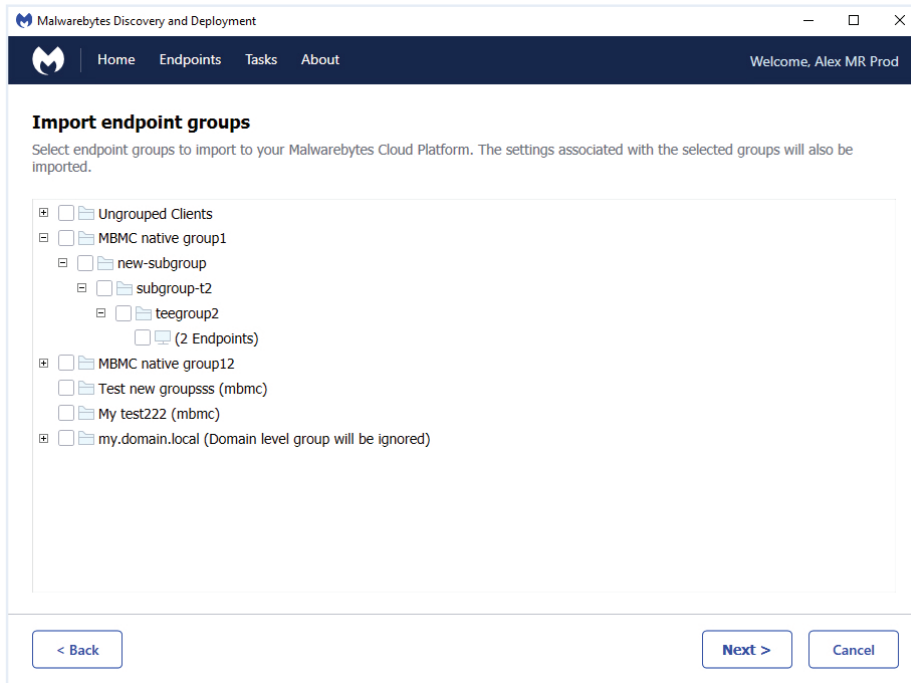 Malwarebytes Discovery and Deployment
Home Endpoints Tasks About Welcome, Alex MR Prod
Import endpoint groups
Select endpoint groups to import to your Malwarebytes Cloud Platform. The settings associated with the selected groups will also be
imported.
Ungrouped Clients
MBMC native group1
new-subgroup
subgroup-t2
teegroup2
(2 Endpoints)
MBMC native group12
Test new groupsss (mbmc)
My test222 (mbmc)
my.domain.local (Domain level group will be ignored)
< Back Next > Cancel